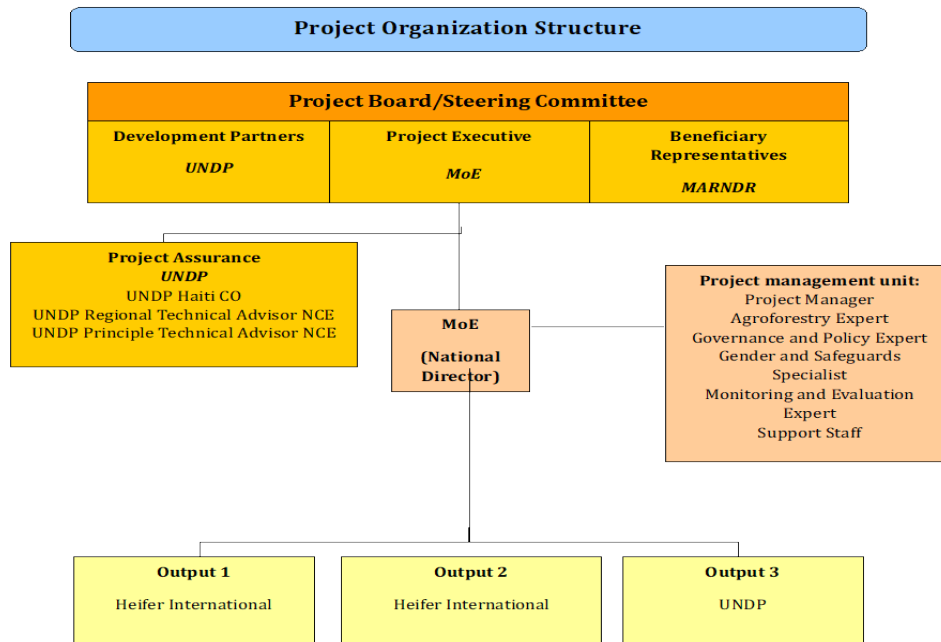 Project Organization Structure
Project Board/Steering Committee
Development Partners
UNDP
Project Executive
MoE
Beneficiary
Representatives
MARNDR
Project Assurance
UNDP
UNDP Haiti CO
UNDP Regional Technical Advisor NCE
UNDP Principle Technical Advisor NCE
MoE
(National
Director)
Project management unit:
Project Manager
Agroforestry Expert
Governance and Policy Expert
Gender and Safeguards
Specialist
Monitoring and Evaluation
Expert
Support Staff
Output 1
Heifer International
Output 2
Heifer International
Output 3
UNDP